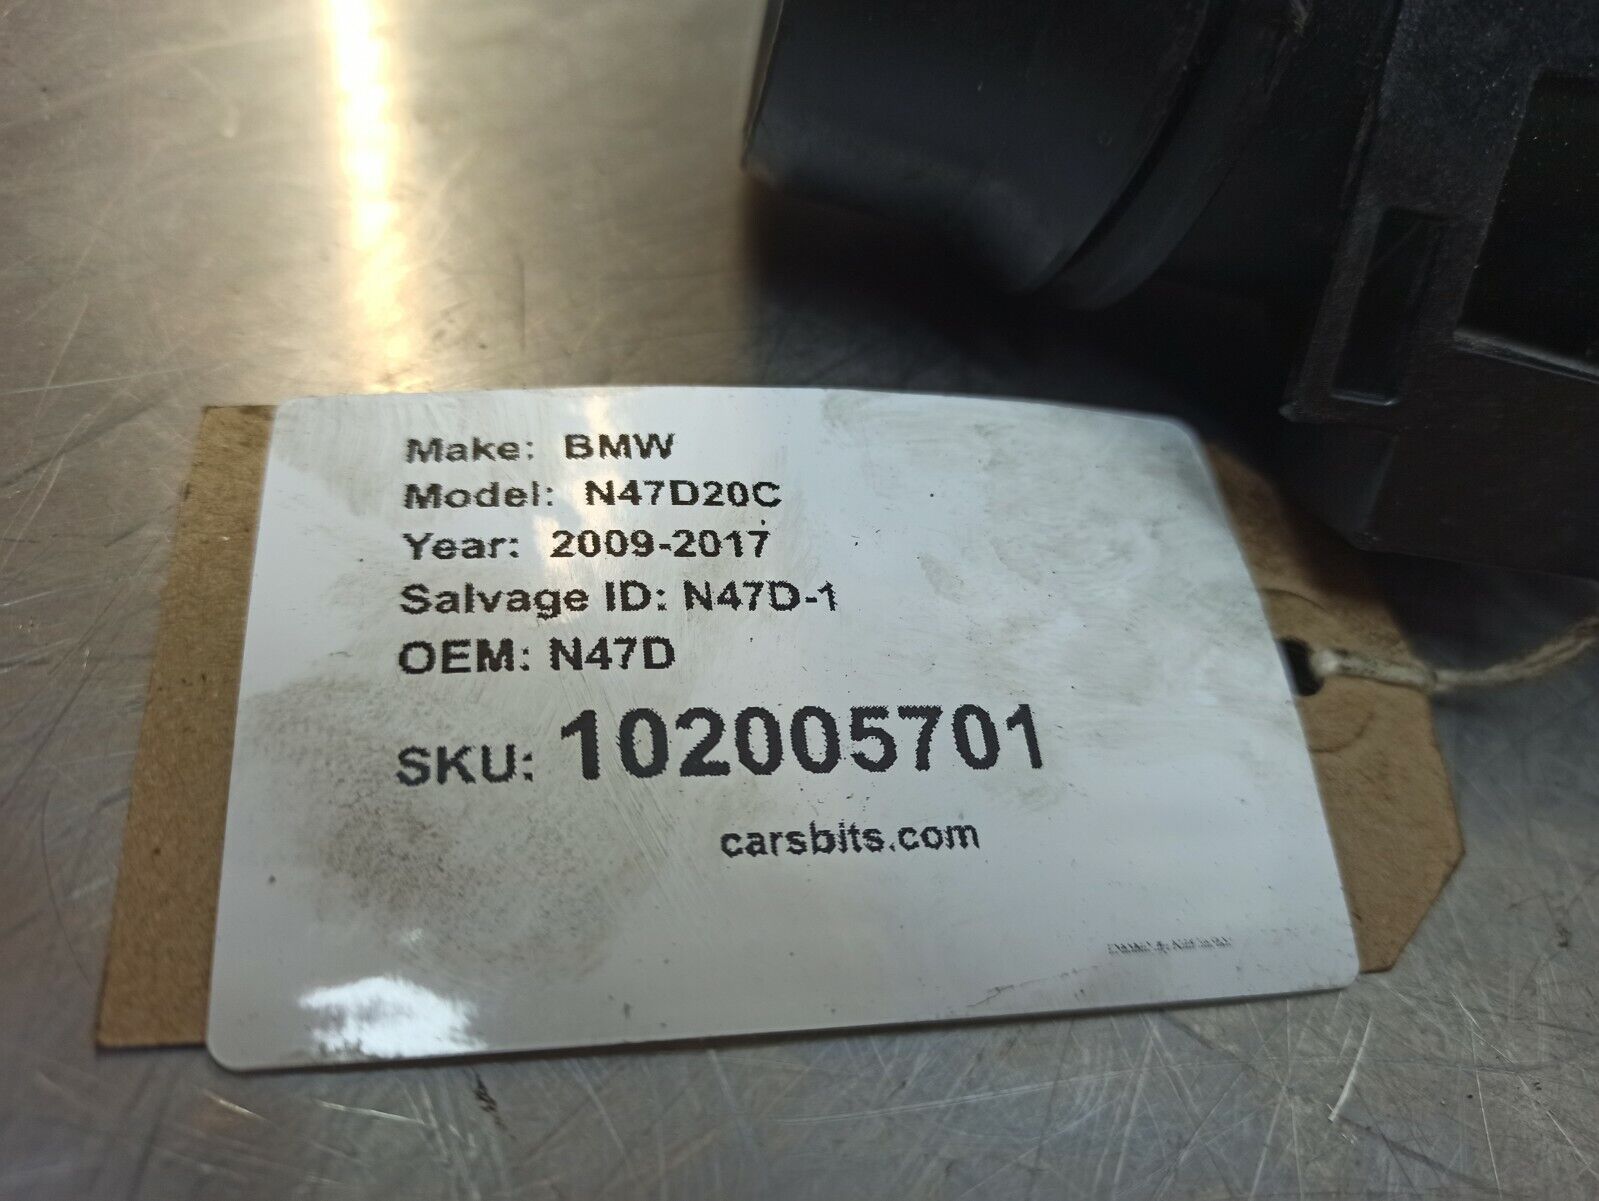 Make: BMW
Model: N47D20C
Year: 2009-2017
Salvage ID: N47D-1
OEM: N47D
SKU: 102005701
carsbits.com